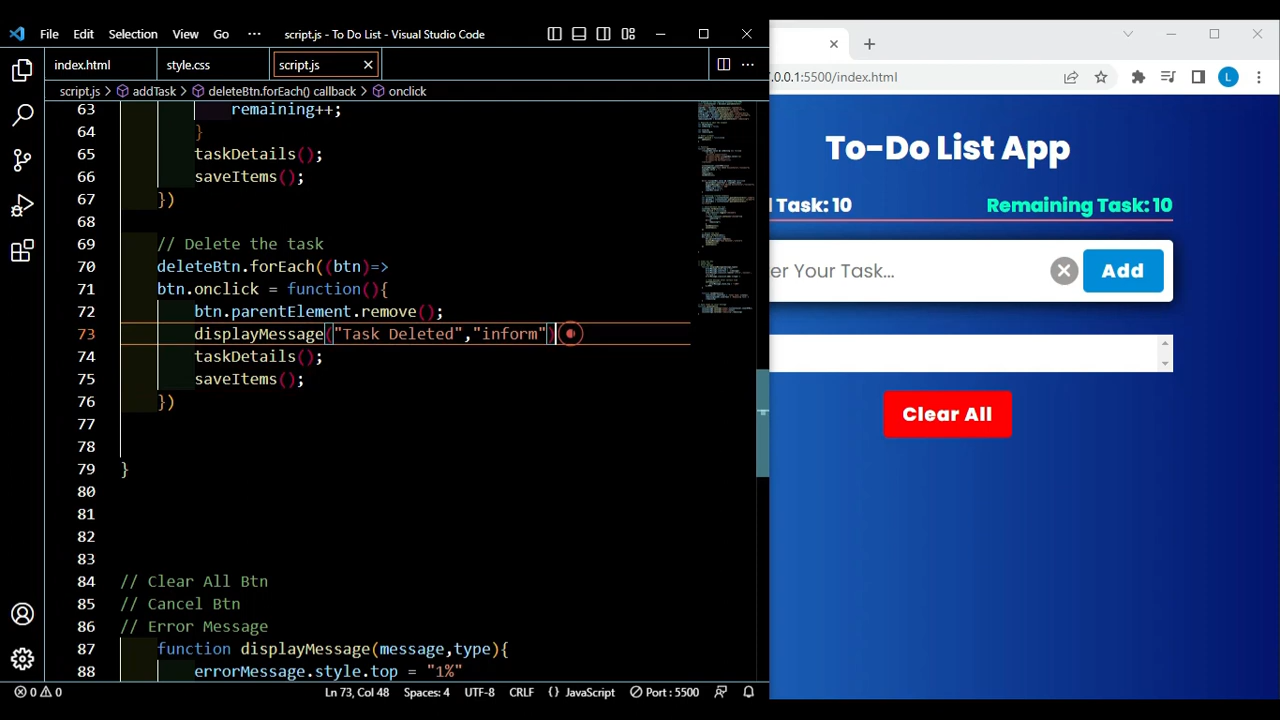 File Edit Selection View Go ··· script.js - To Do List - Visual Studio Code
index.html style.css script.js
script.js > addTask > deleteBtn.forEach() callback > onclick
63 remaining++;
64 }
65 taskDetails();
66 saveItems();
67 })
68
69 // Delete the task
70 deleteBtn.forEach((btn)=>
71 btn.onclick = function(){
72 btn.parentElement.remove();
73 displayMessage("Task Deleted","inform")
74 taskDetails();
75 saveItems();
76 })
77
78
79 }
80
81
82
83
84 // Clear All Btn
85 // Cancel Btn
86 // Error Message
87 function displayMessage(message,type){
88 errorMessage.style.top = "1%"
0 0 Ln 73, Col 48 Spaces: 4 UTF-8 CRLF {} JavaScript Port : 5500
.0.0.1:5500/index.html
L
To-Do List App
Task: 10 Remaining Task: 10
er Your Task... Add
Clear All